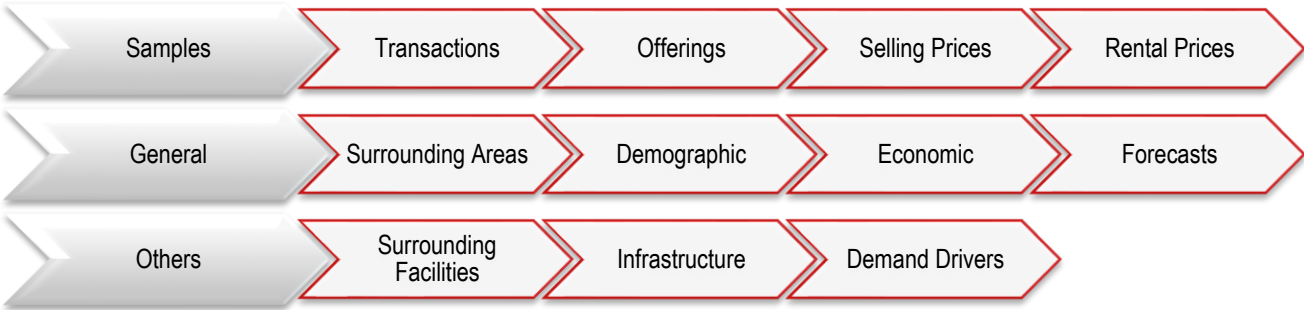 Samples
Transactions
Offerings
Selling Prices
Rental Prices
General
Surrounding Areas
Demographic
Economic
Forecasts
Others
Surrounding
Facilities
Infrastructure
Demand Drivers